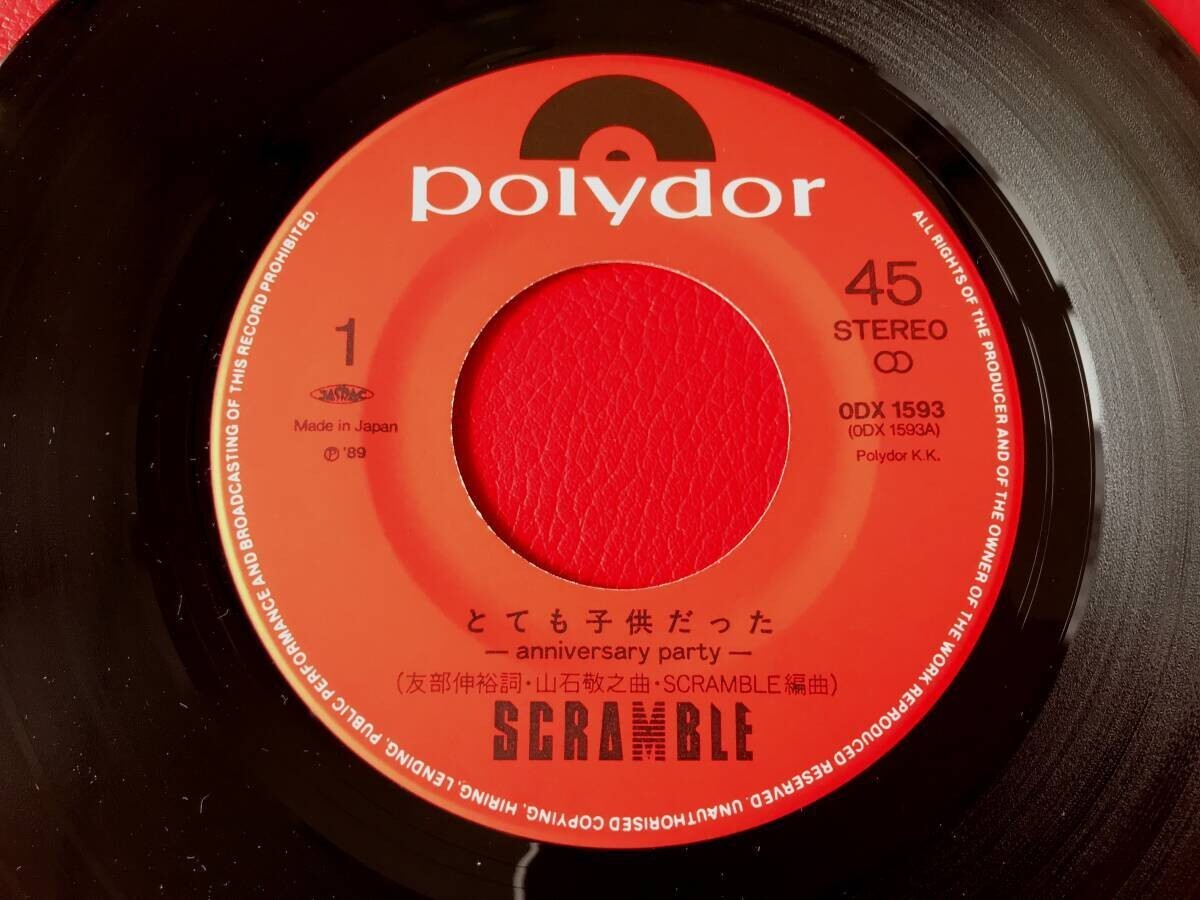 polydor
45
STEREO
1
JASRAC
Made in Japan
Ⓟ '89
ODX 1593
(ODX 1593A)
Polydor K.K.
とても子供だった
— anniversary party —
(友部伸裕詞・山石敬之曲・SCRAMBLE編曲)
SCRAMBLE
ALL RIGHTS OF THE PRODUCER AND OF THE OWNER OF THE WORK REPRODUCED RESERVED. UNAUTHORISED COPYING, HIRING, LENDING, PUBLIC PERFORMANCE AND BROADCASTING OF THIS RECORD PROHIBITED.